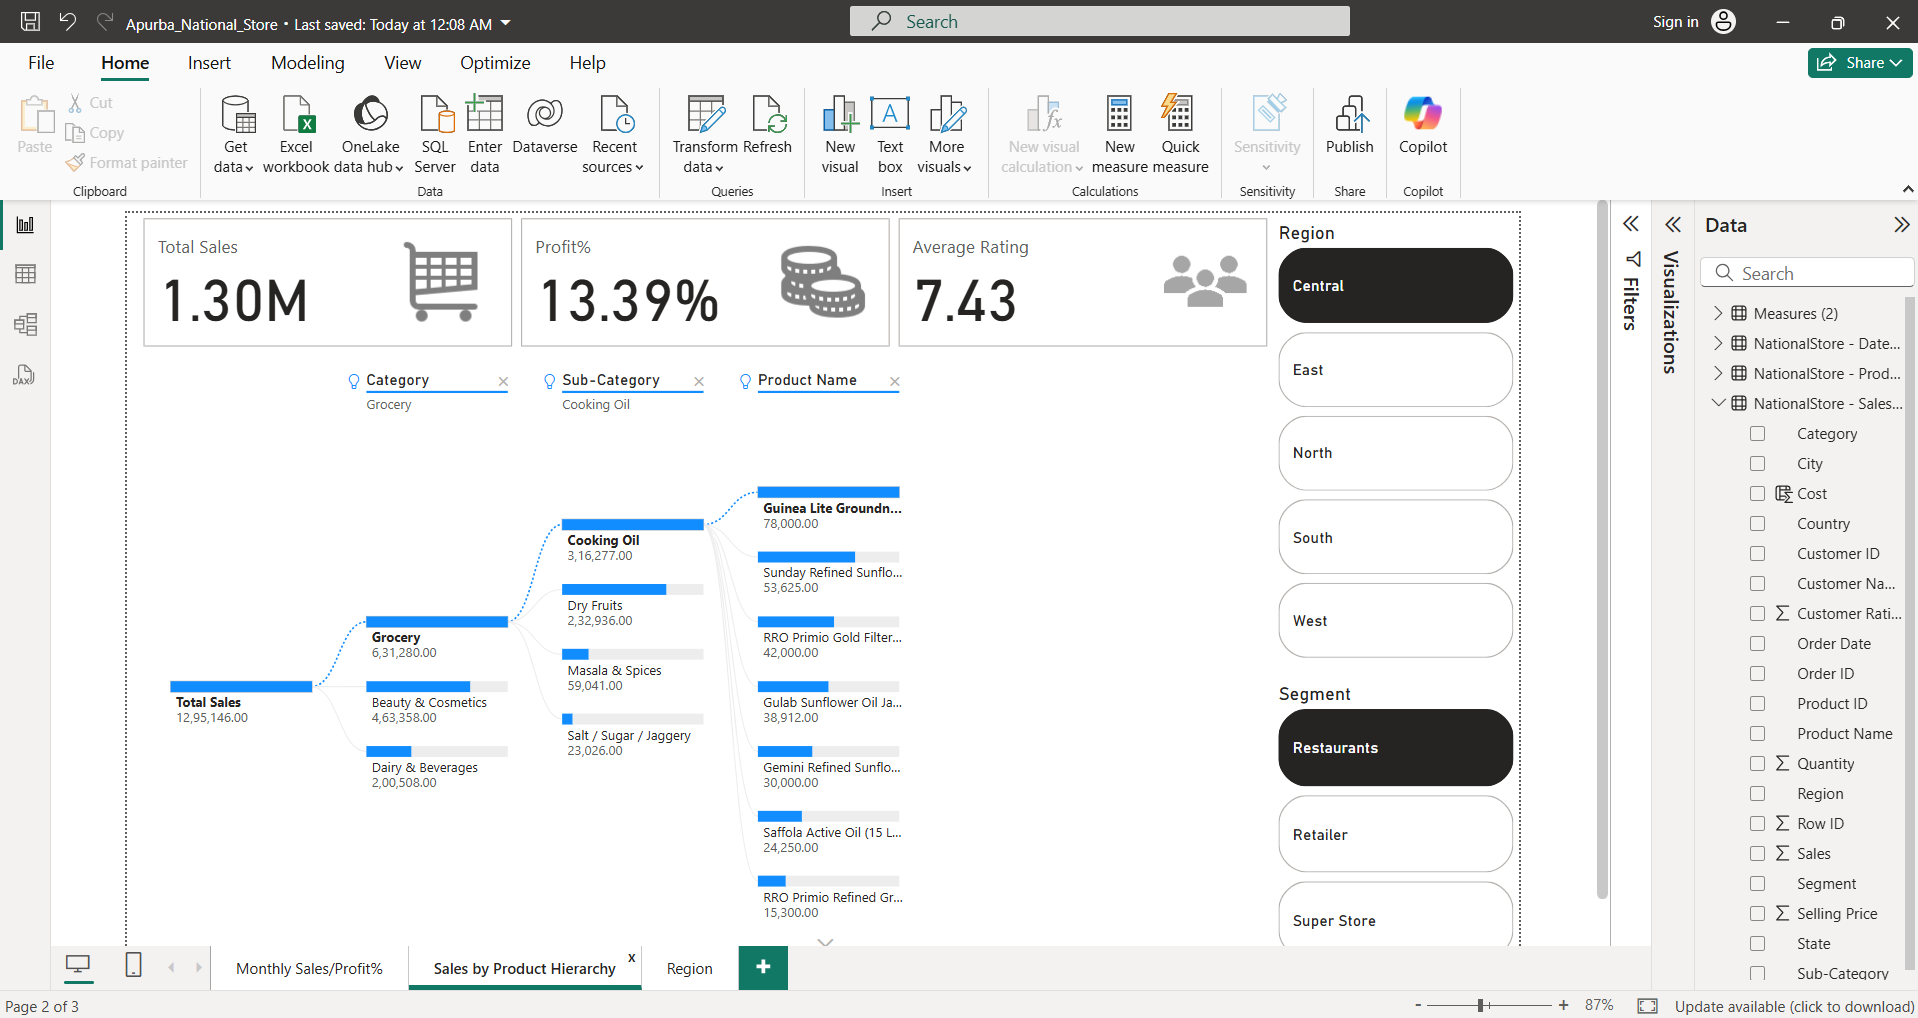 Apurba_National_Store • Last saved: Today at 12:08 AM
Search
Sign in
File
Home
Insert
Modeling
View
Optimize
Help
Share
Paste
Cut
Copy
Format painter
Clipboard
Get data
Excel workbook
OneLake data hub
SQL Server
Enter data
Dataverse
Recent sources
Data
Transform data
Refresh
Queries
New visual
Text box
More visuals
Insert
New visual calculation
New measure
Quick measure
Calculations
Sensitivity
Sensitivity
Publish
Share
Copilot
Copilot
Total Sales
1.30M
Profit%
13.39%
Average Rating
7.43
Category
Grocery
Sub-Category
Cooking Oil
Product Name
Total Sales
12,95,146.00
Grocery
6,31,280.00
Beauty & Cosmetics
4,63,358.00
Dairy & Beverages
2,00,508.00
Cooking Oil
3,16,277.00
Dry Fruits
2,32,936.00
Masala & Spices
59,041.00
Salt / Sugar / Jaggery
23,026.00
Guinea Lite Groundn...
78,000.00
Sunday Refined Sunflo...
53,625.00
RRO Primio Gold Filter...
42,000.00
Gulab Sunflower Oil Ja...
38,912.00
Gemini Refined Sunflo...
30,000.00
Saffola Active Oil (15 L...
24,250.00
RRO Primio Refined Gr...
15,300.00
Region
Central
East
North
South
West
Segment
Restaurants
Retailer
Super Store
Filters
Visualizations
Data
Search
Measures (2)
NationalStore - Date...
NationalStore - Prod...
NationalStore - Sales...
Category
City
Cost
Country
Customer ID
Customer Na...
Customer Rati...
Order Date
Order ID
Product ID
Product Name
Quantity
Region
Row ID
Sales
Segment
Selling Price
State
Sub-Category
DAX
Monthly Sales/Profit%
Sales by Product Hierarchy
x
Region
Page 2 of 3
- + 87%
Update available (click to download)